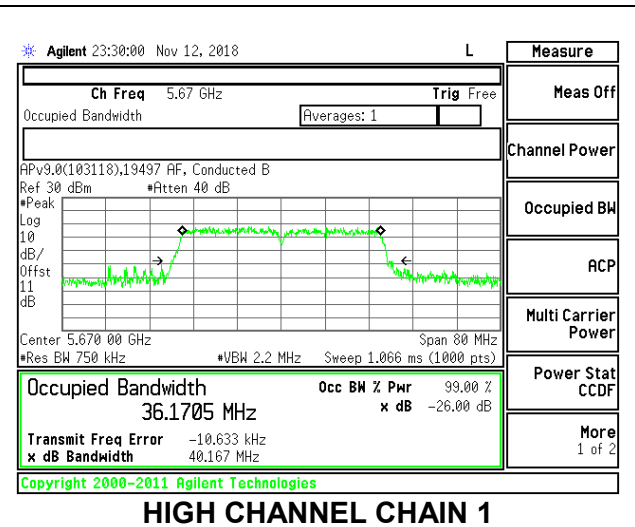 Agilent 23:30:00 Nov 12, 2018 L
Measure
Ch Freq 5.67 GHz Trig Free
Occupied Bandwidth Averages: 1
APv9.0(103118),19497 AF, Conducted B
Ref 30 dBm #Atten 40 dB
#Peak
Log
10
dB/
Offst
11
dB
Center 5.670 00 GHz Span 80 MHz
#Res BW 750 kHz #VBW 2.2 MHz Sweep 1.066 ms (1000 pts)
Occupied Bandwidth Occ BW % Pwr 99.00 %
36.1705 MHz x dB -26.00 dB
Transmit Freq Error -10.633 kHz
x dB Bandwidth 40.167 MHz
Copyright 2000-2011 Agilent Technologies
Meas Off
Channel Power
Occupied BW
ACP
Multi Carrier
Power
Power Stat
CCDF
More
1 of 2
HIGH CHANNEL CHAIN 1